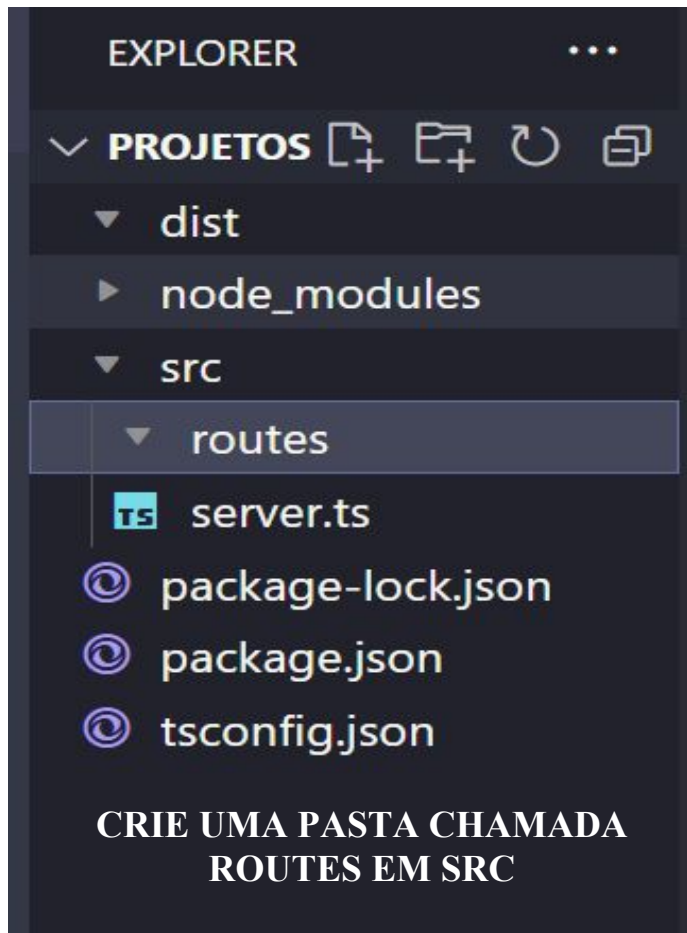 EXPLORER ...
PROJETOS
dist
node_modules
src
routes
TS server.ts
package-lock.json
package.json
tsconfig.json
CRIE UMA PASTA CHAMADA
ROUTES EM SRC